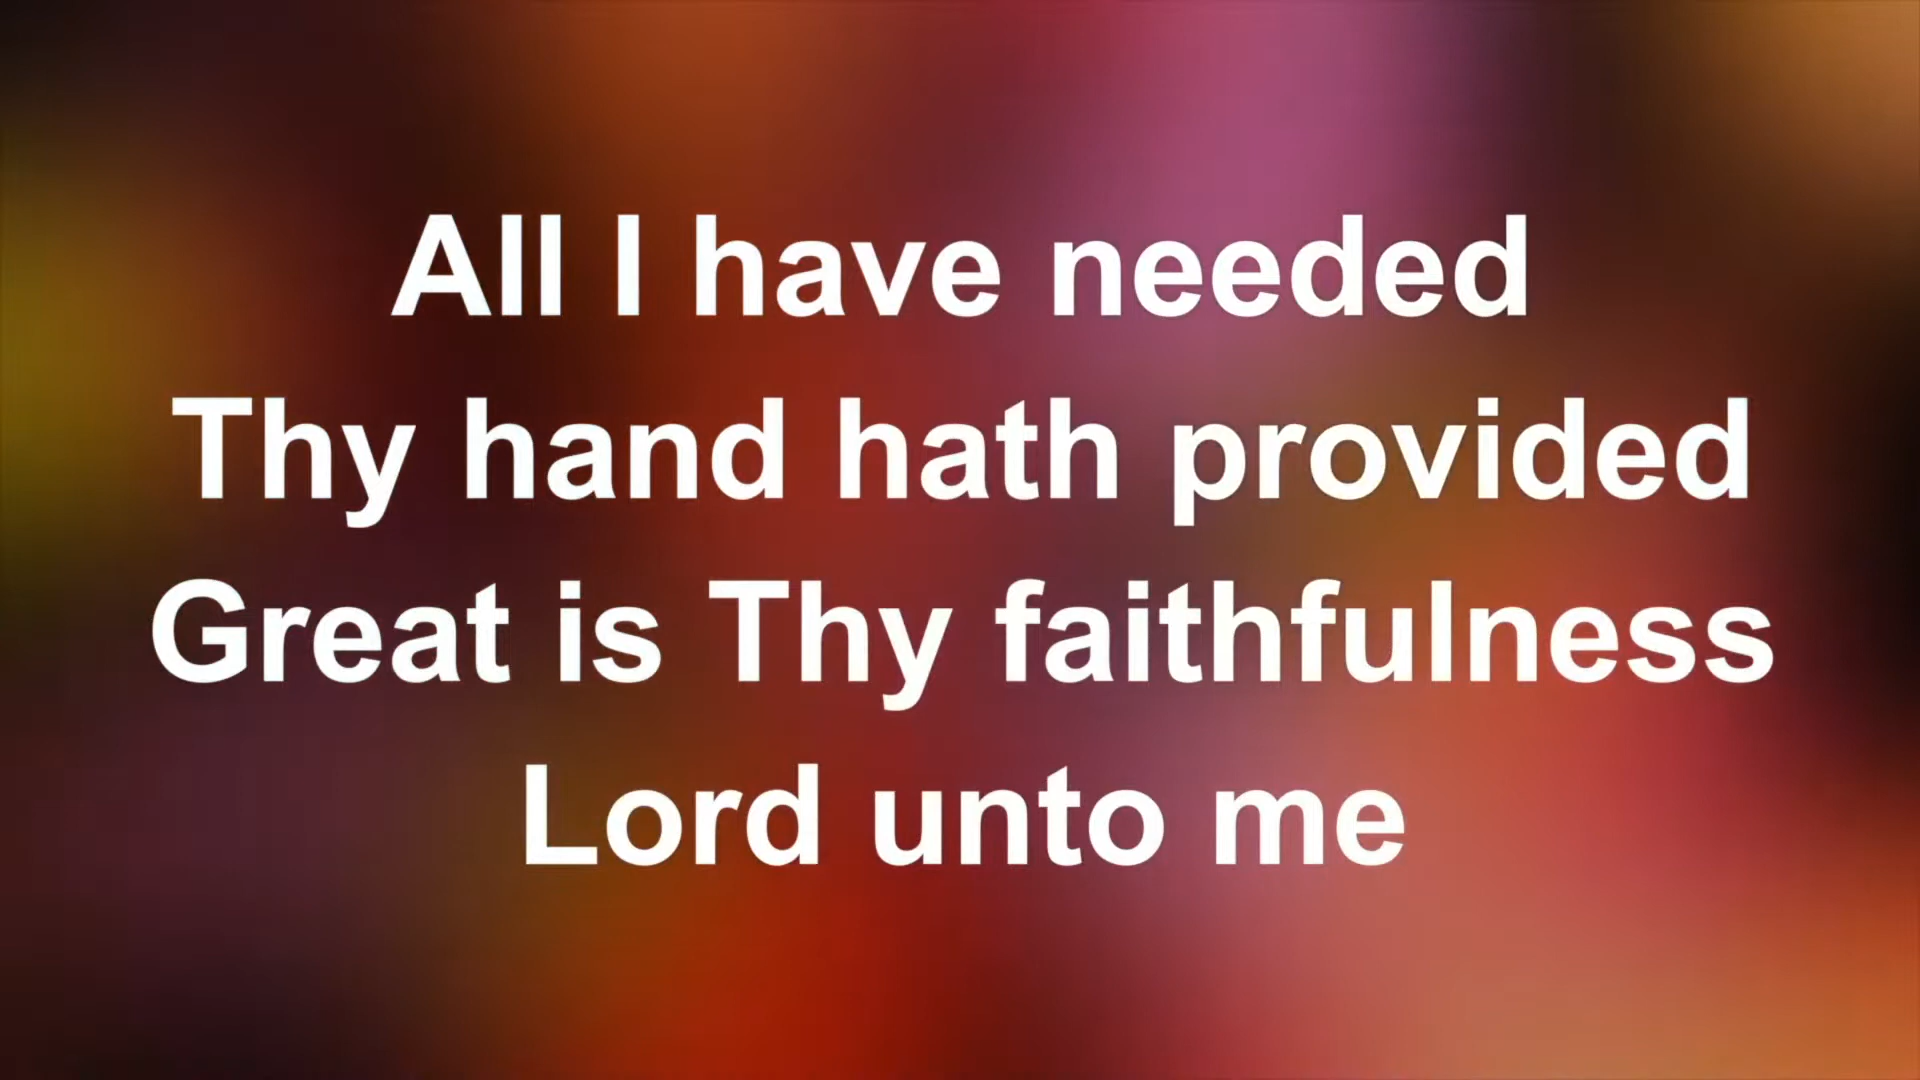 All I have needed
Thy hand hath provided
Great is Thy faithfulness
Lord unto me